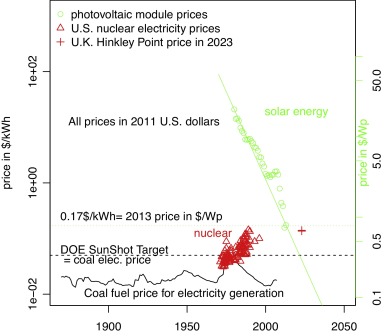 photovoltaic module prices
U.S. nuclear electricity prices
U.K. Hinkley Point price in 2023
1e+02
1e+00
1e-02
price in $/kWh
50.0
5.0
0.5
0.1
price in $/Wp
solar energy
All prices in 2011 U.S. dollars
0.17$/kWh= 2013 price in $/Wp
nuclear
DOE SunShot Target
= coal elec. price
Coal fuel price for electricity generation
1900
1950
2000
2050